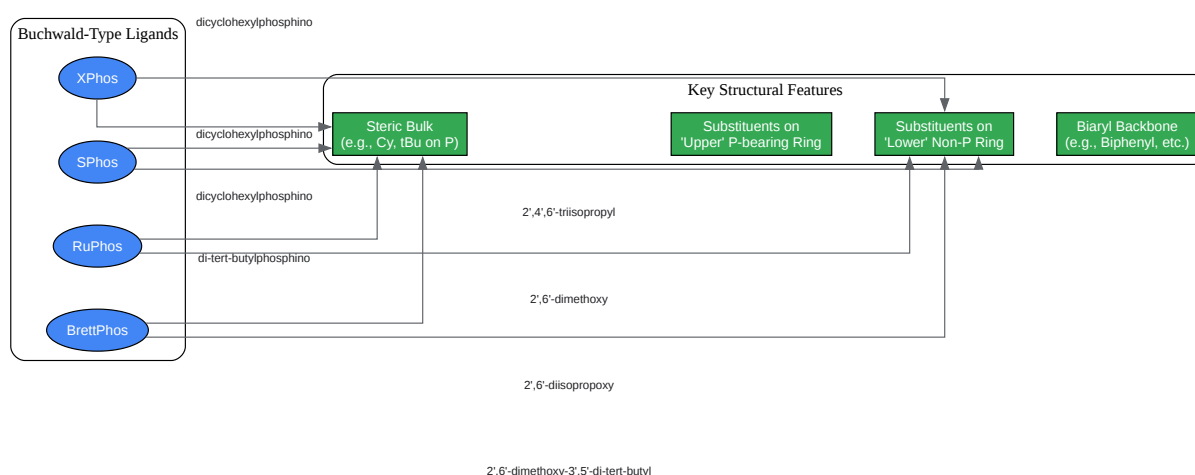 dicyclohexylphosphino
Buchwald-Type Ligands
XPhos
Key Structural Features
Steric Bulk
(e.g., Cy, tBu on P)
Substituents on
'Upper' P-bearing Ring
Substituents on
'Lower' Non-P Ring
Biaryl Backbone
(e.g., Biphenyl, etc.)
dicyclohexylphosphino
SPhos
dicyclohexylphosphino
2',4',6'-triisopropyl
RuPhos
di-tert-butylphosphino
2',6'-dimethoxy
BrettPhos
2',6'-diisopropoxy
2',6'-dimethoxy-3',5'-di-tert-butyl